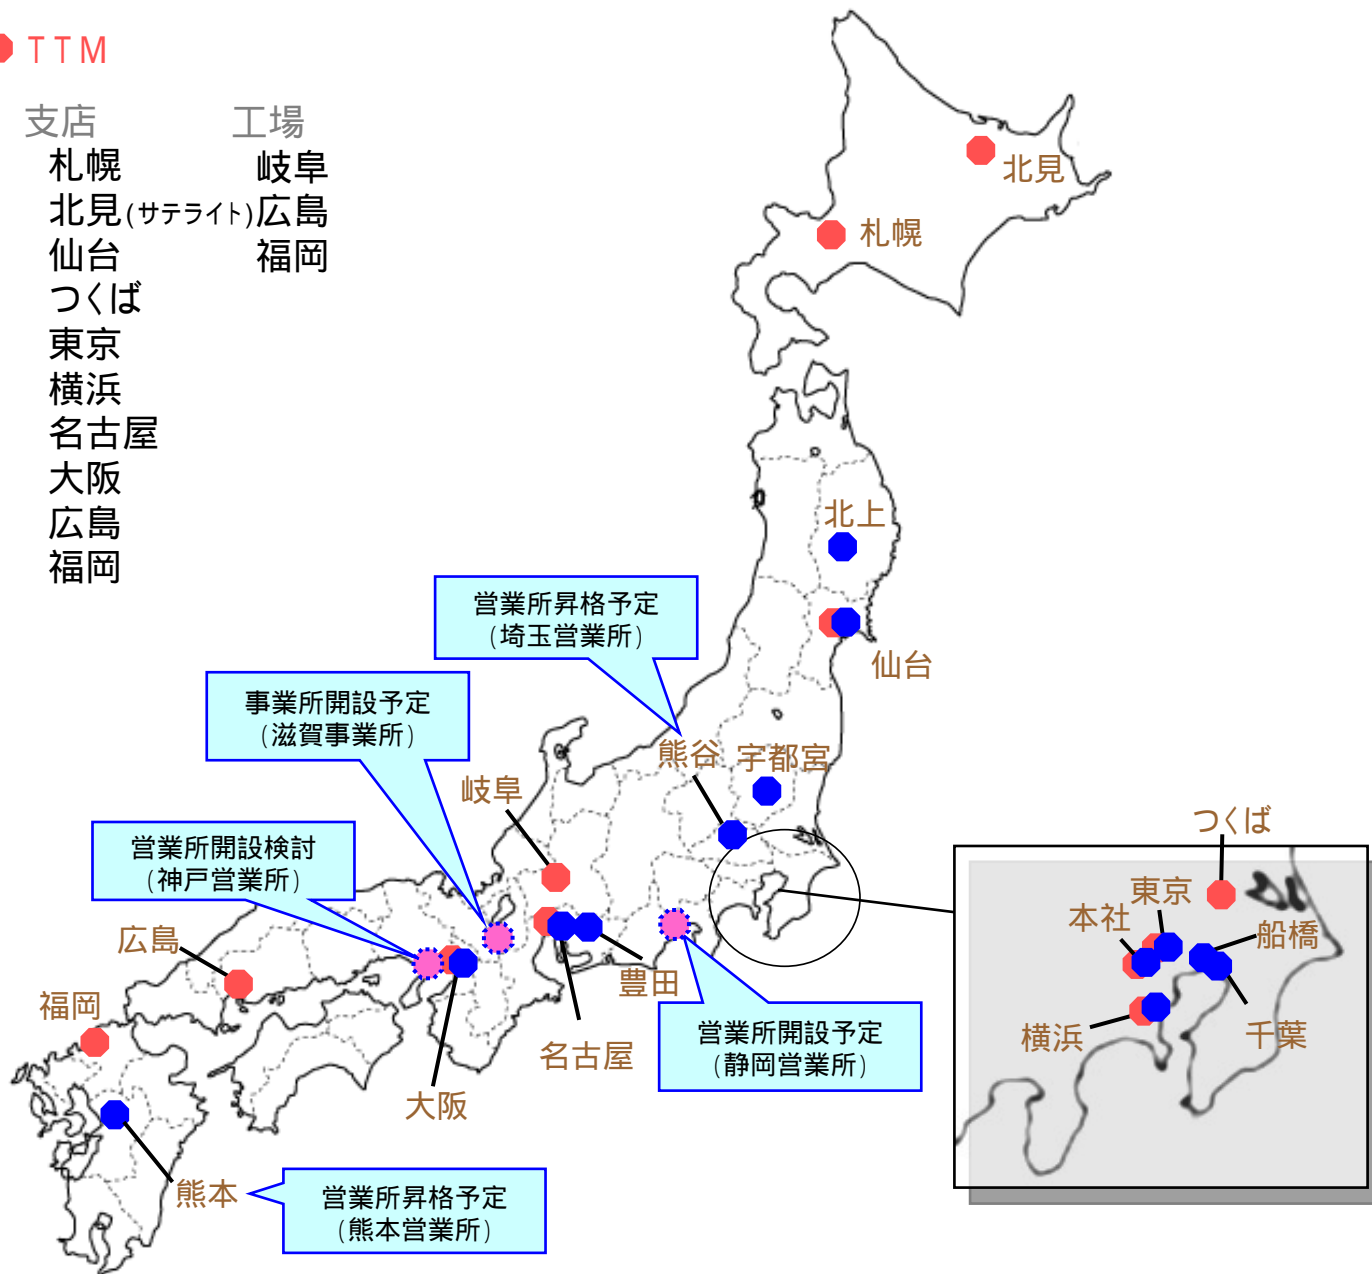 TTM
支店
工場
札幌
岐阜
北見(サテライト)
広島
仙台
福岡
つくば
東京
横浜
名古屋
大阪
広島
福岡
北見
札幌
北上
仙台
営業所昇格予定
(埼玉営業所)
事業所開設予定
(滋賀事業所)
熊谷
宇都宮
岐阜
営業所開設検討
(神戸営業所)
広島
福岡
豊田
名古屋
大阪
営業所開設予定
(静岡営業所)
熊本
営業所昇格予定
(熊本営業所)
つくば
東京
本社
船橋
横浜
千葉